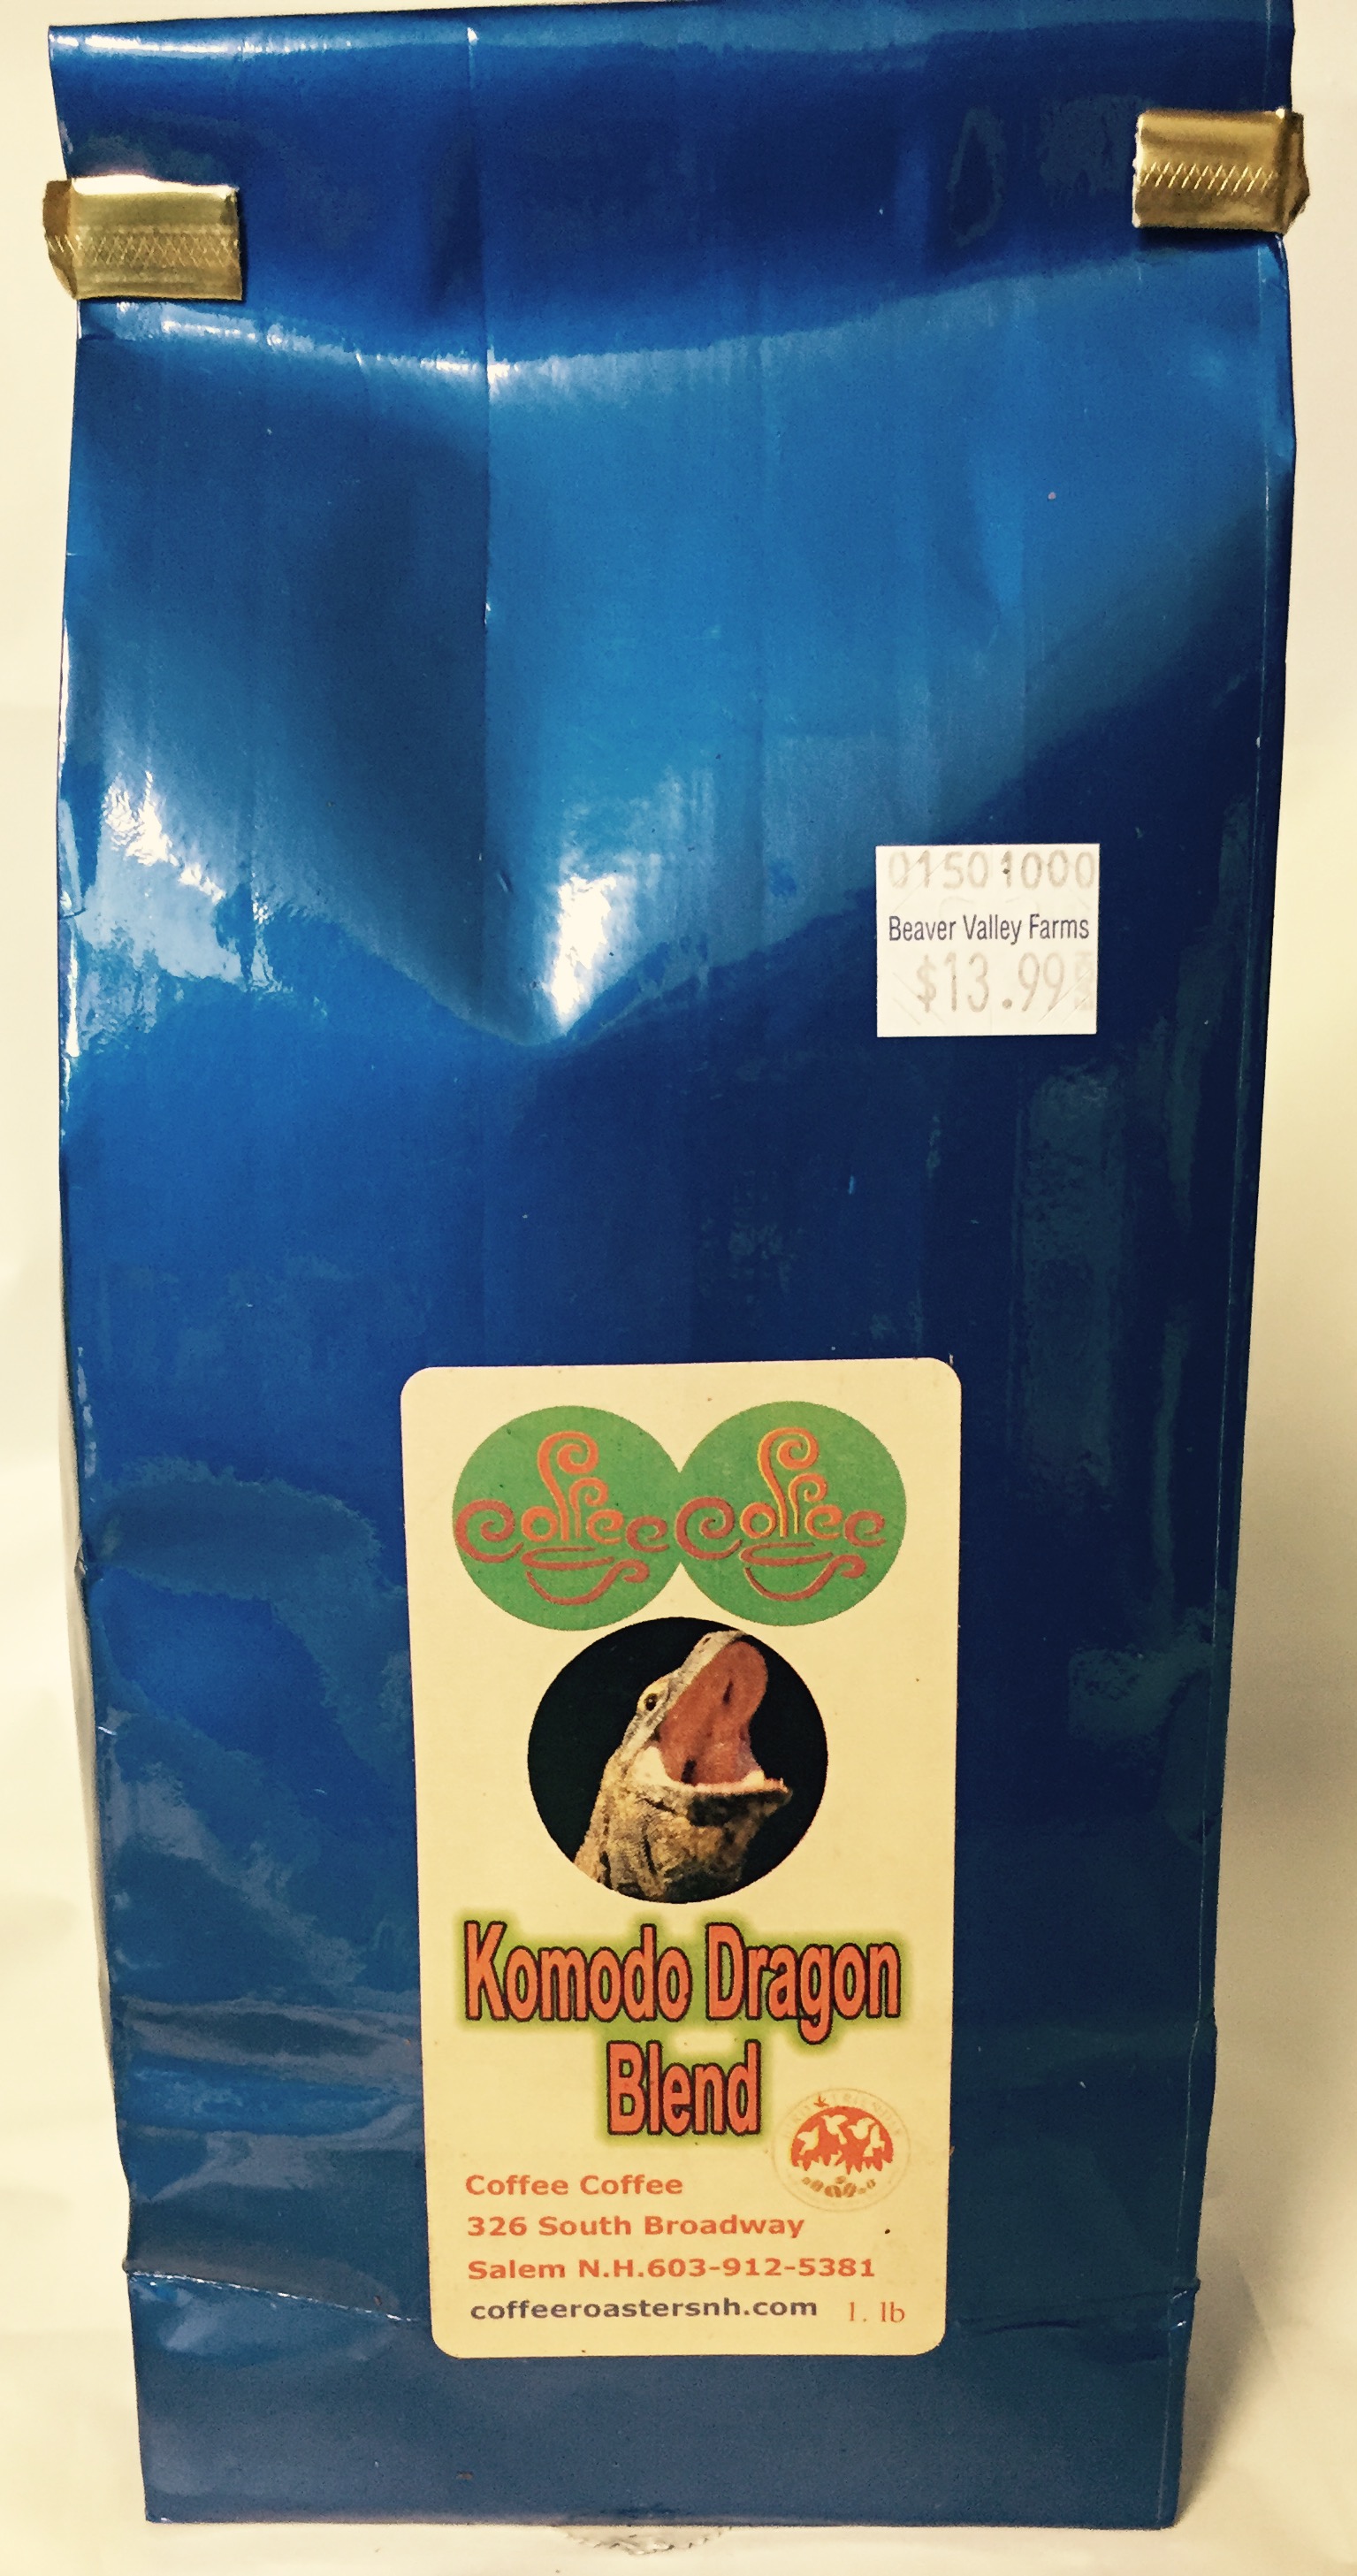 01501000
Beaver Valley Farms
$13.99
Coffee Coffee
Komodo Dragon
Blend
Coffee Coffee
326 South Broadway
Salem N.H.603-912-5381
coffeeroastersnh.com 1. lb